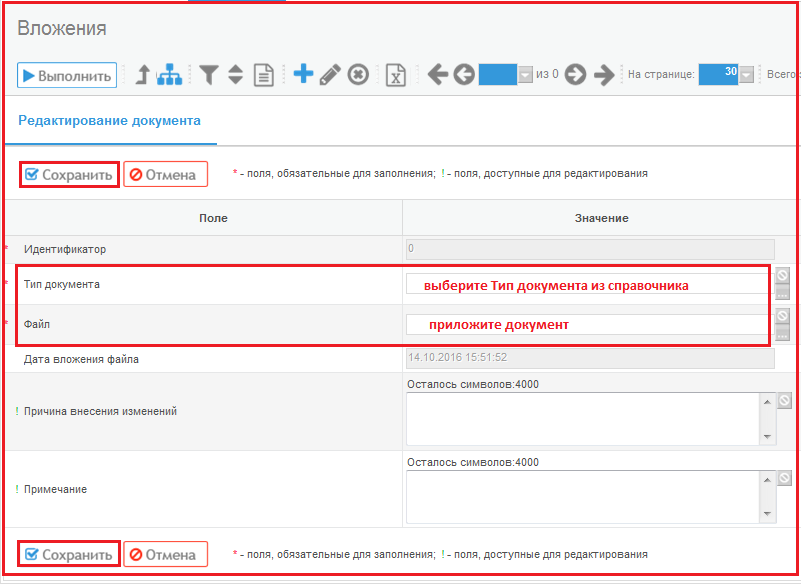 Вложения
Выполнить из 0 На странице: 30 Всего
Редактирование документа
Сохранить Отмена * - поля, обязательные для заполнения; ! - поля, доступные для редактирования
Поле Значение
* Идентификатор 0
* Тип документа выберите Тип документа из справочника
* Файл приложите документ
Дата вложения файла 14.10.2016 15:51:52
Осталось символов:4000
! Причина внесения изменений
Осталось символов:4000
! Примечание
Сохранить Отмена * - поля, обязательные для заполнения; ! - поля, доступные для редактирования